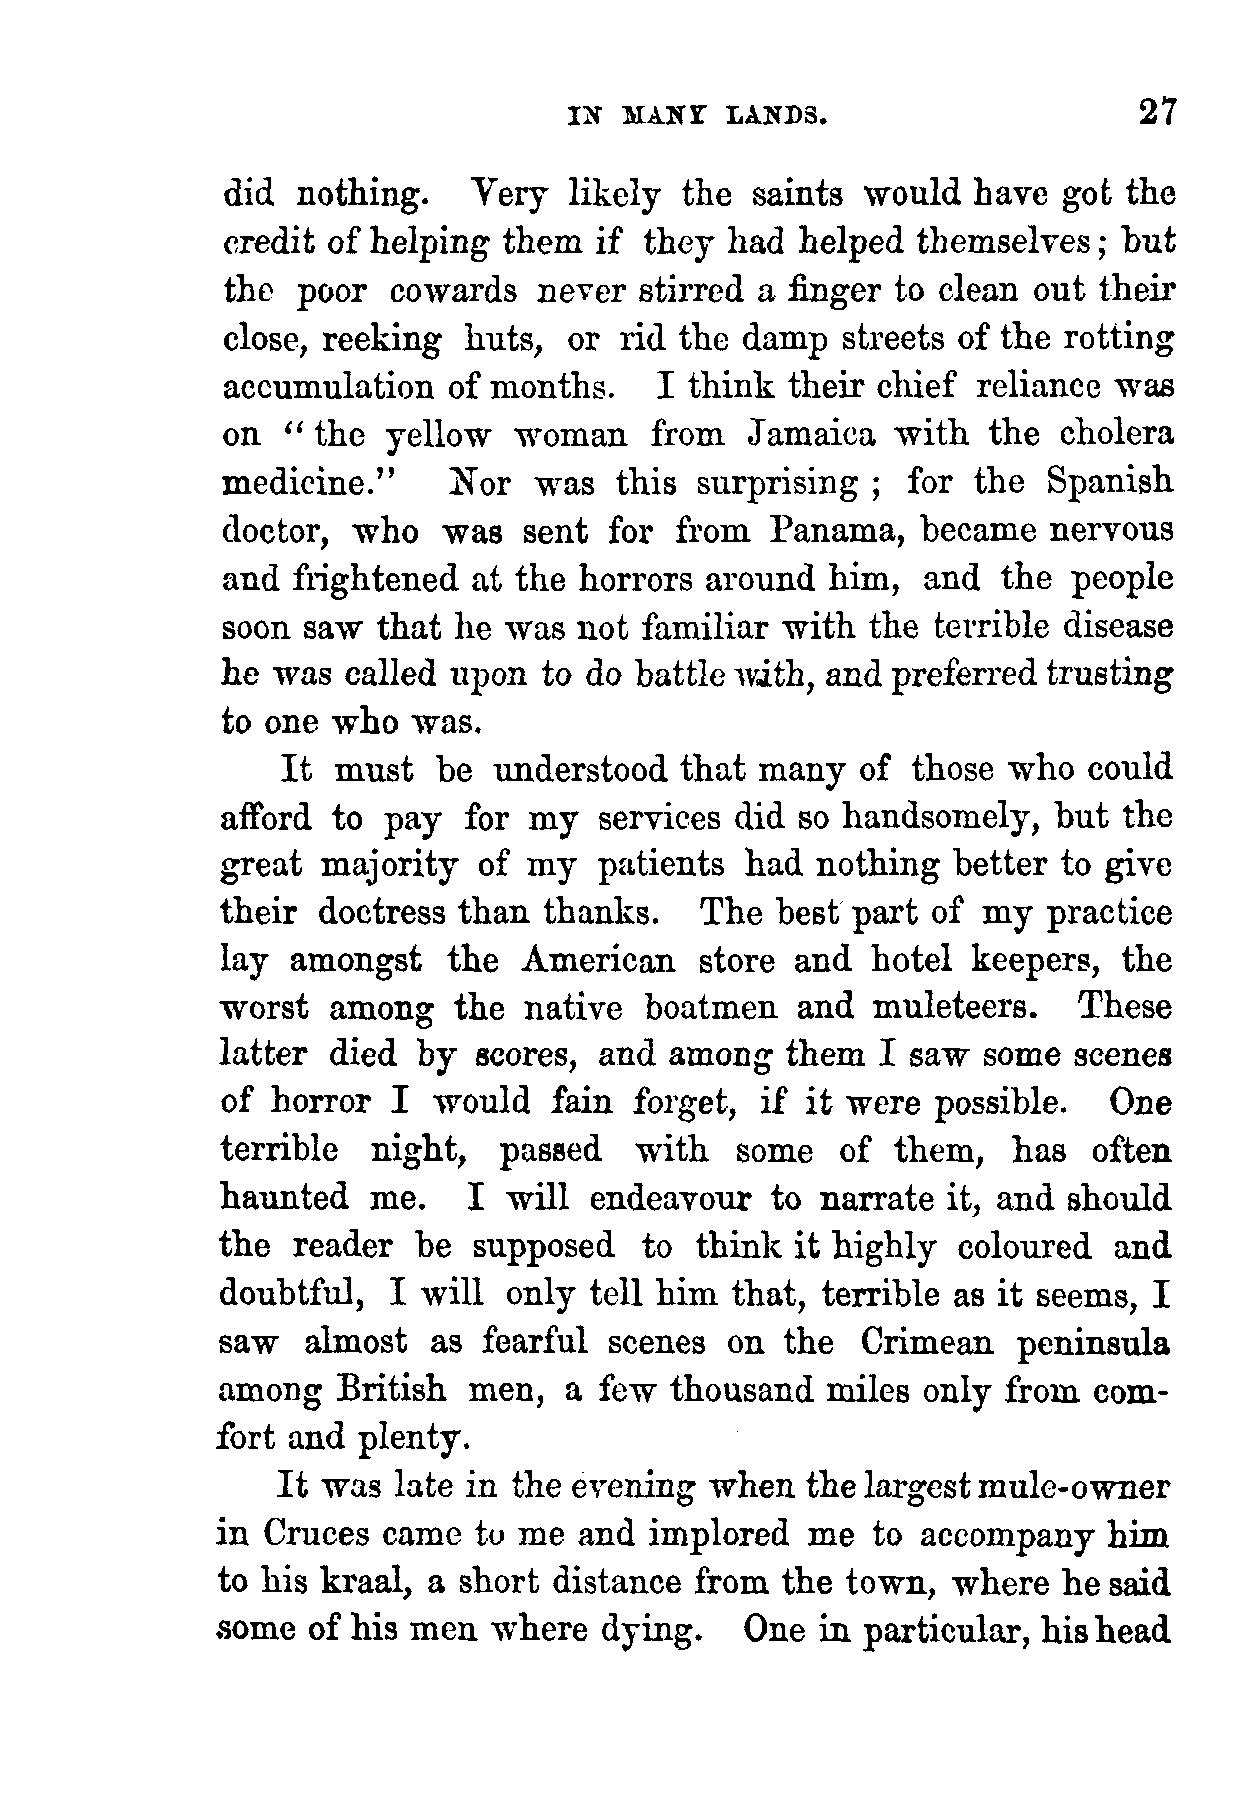 IN MANY LANDS. 27
did nothing. Very likely the saints would have got the
credit of helping them if they had helped themselves; but
the poor cowards never stirred a finger to clean out their
close, reeking huts, or rid the damp streets of the rotting
accumulation of months. I think their chief reliance was
on “the yellow woman from Jamaica with the cholera
medicine.” Nor was this surprising; for the Spanish
doctor, who was sent for from Panama, became nervous
and frightened at the horrors around him, and the people
soon saw that he was not familiar with the terrible disease
he was called upon to do battle with, and preferred trusting
to one who was.
It must be understood that many of those who could
afford to pay for my services did so handsomely, but the
great majority of my patients had nothing better to give
their doctress than thanks. The best part of my practice
lay amongst the American store and hotel keepers, the
worst among the native boatmen and muleteers. These
latter died by scores, and among them I saw some scenes
of horror I would fain forget, if it were possible. One
terrible night, passed with some of them, has often
haunted me. I will endeavour to narrate it, and should
the reader be supposed to think it highly coloured and
doubtful, I will only tell him that, terrible as it seems, I
saw almost as fearful scenes on the Crimean peninsula
among British men, a few thousand miles only from com-
fort and plenty.
It was late in the evening when the largest mule-owner
in Cruces came to me and implored me to accompany him
to his kraal, a short distance from the town, where he said
some of his men where dying. One in particular, his head